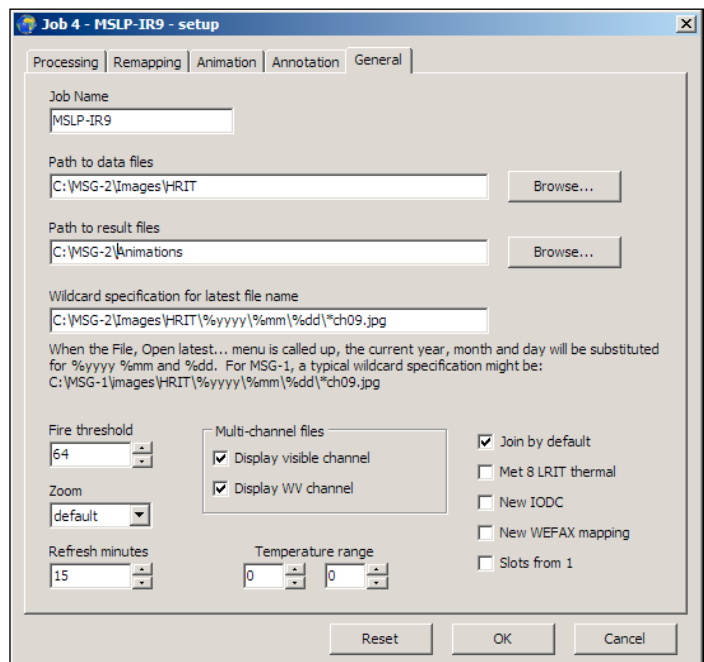 Job 4 - MSLP-IR9 - setup
Processing Remapping Animation Annotation General
Job Name
MSLP-IR9
Path to data files
C:\MSG-2\Images\HRIT
Browse...
Path to result files
C:\MSG-2\Animations
Browse...
Wildcard specification for latest file name
C:\MSG-2\Images\HRIT\%yyyy\%mm\%dd\*ch09.jpg
When the File, Open latest... menu is called up, the current year, month and day will be substituted
for %yyyy %mm and %dd. For MSG-1, a typical wildcard specification might be:
C:\MSG-1\images\HRIT\%yyyy\%mm\%dd\*ch09.jpg
Fire threshold
64
Zoom
default
Refresh minutes
15
Multi-channel files
Display visible channel
Display WV channel
Temperature range
0 0
Join by default
Met 8 LRIT thermal
New IODC
New WEFAX mapping
Slots from 1
Reset OK Cancel